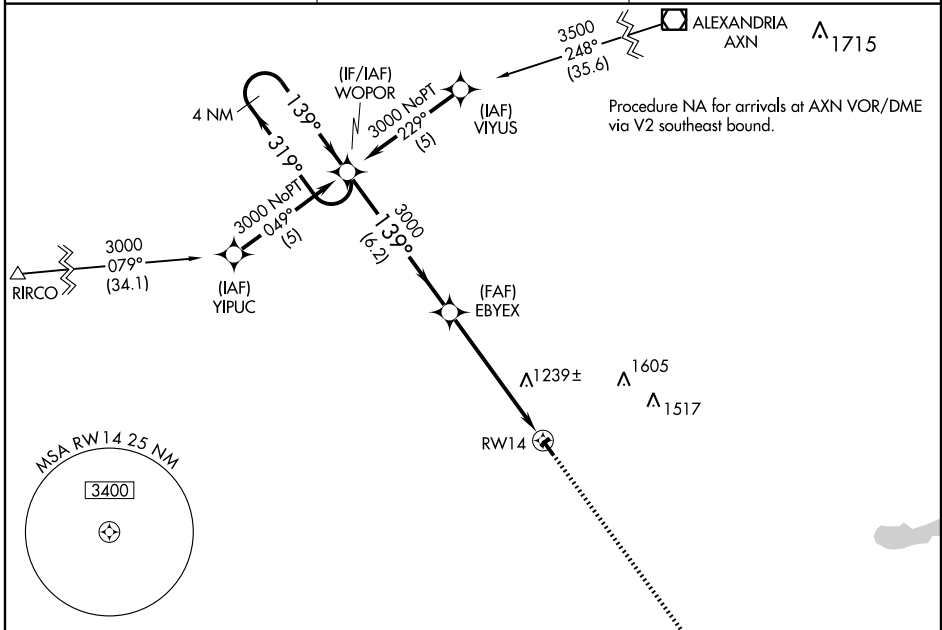 ALEXANDRIA
AXN
1715
3500
248°
(35.6)
(IF/IAF)
WOPOR
(IAF)
VIYUS
3000 NoPT
229°
(5)
Procedure NA for arrivals at AXN VOR/DME
via V2 southeast bound.
4 NM
139°
319°
3000 NoPT
049°
(5)
3000
139°
(6.2)
3000
079°
(34.1)
RIRCO
(IAF)
YIPUC
(FAF)
EBYEX
1239±
1605
1517
RW14
MSA RW14 25 NM
3400